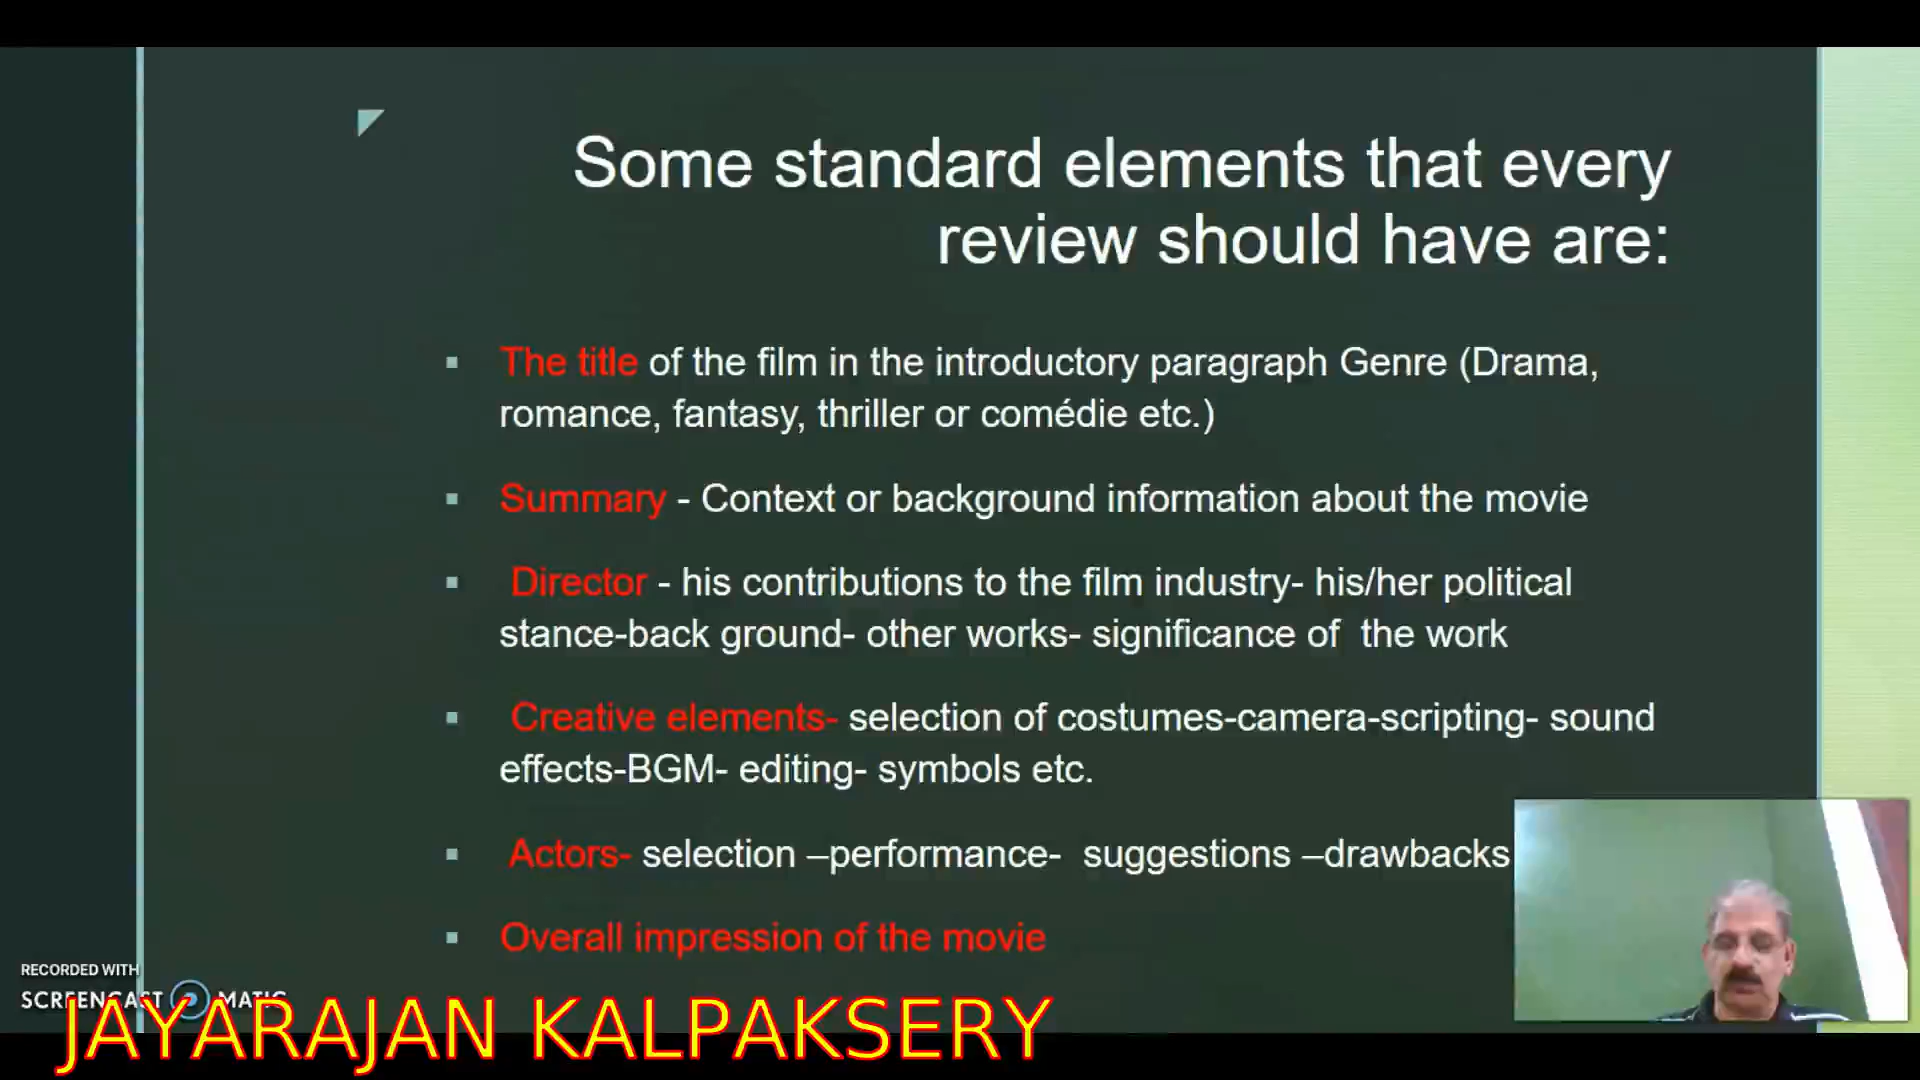 Some standard elements that every
review should have are:
▪ The title of the film in the introductory paragraph Genre (Drama,
romance, fantasy, thriller or comédie etc.)
▪ Summary - Context or background information about the movie
▪ Director - his contributions to the film industry- his/her political
stance-back ground- other works- significance of the work
▪ Creative elements- selection of costumes-camera-scripting- sound
effects-BGM- editing- symbols etc.
▪ Actors- selection –performance- suggestions –drawbacks
▪ Overall impression of the movie
RECORDED WITH
SCREENCAST MATIC
JAYARAJAN KALPAKSERY